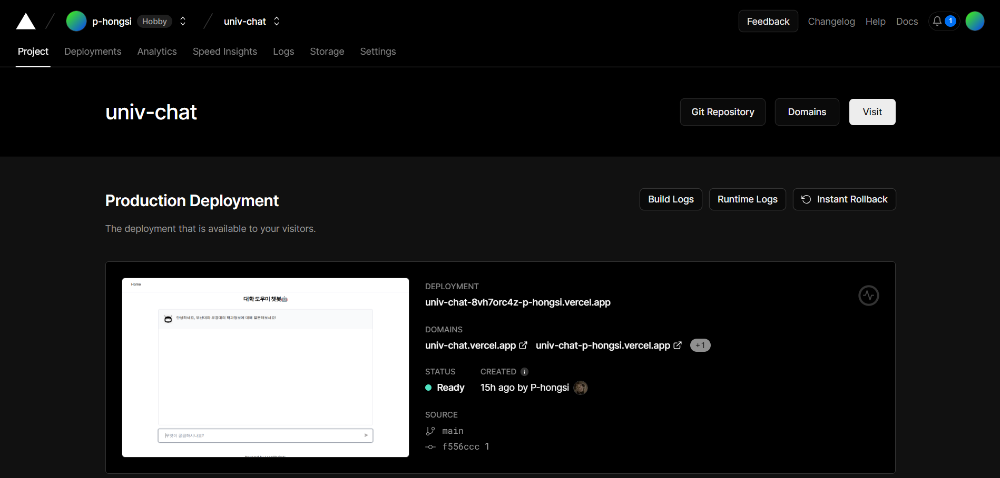 p-hongsi Hobby univ-chat Feedback Changelog Help Docs 1
Project Deployments Analytics Speed Insights Logs Storage Settings
univ-chat Git Repository Domains Visit
Production Deployment Build Logs Runtime Logs Instant Rollback
The deployment that is available to your visitors.
Home
대학 도우미 챗봇🤖
안녕하세요, 부산대와 부경대의 학과정보에 대해 질문해보세요!
무엇이 궁금하시나요?
DEPLOYMENT
univ-chat-8vh7orc4z-p-hongsi.vercel.app
DOMAINS
univ-chat.vercel.app univ-chat-p-hongsi.vercel.app +1
STATUS CREATED
Ready 15h ago by P-hongsi
SOURCE
main
f556ccc 1